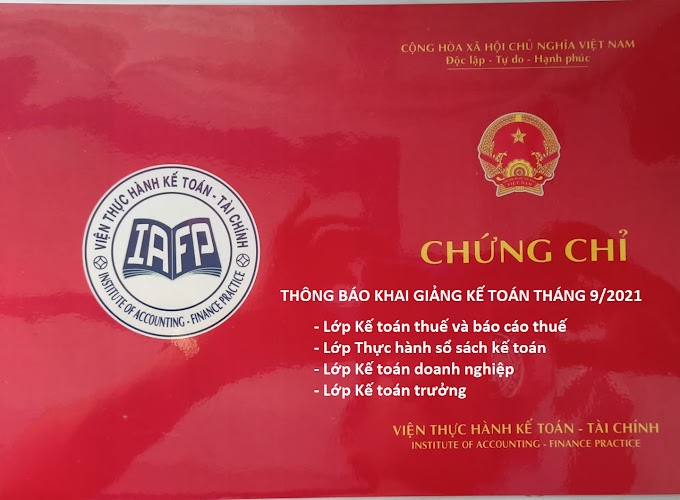 CỘNG HÒA XÃ HỘI CHỦ NGHĨA VIỆT NAM
Độc lập - Tự do - Hạnh phúc
VIỆT NAM
VIỆN THỰC HÀNH KẾ TOÁN - TÀI CHÍNH
IAFP
INSTITUTE OF ACCOUNTING - FINANCE PRACTICE
CHỨNG CHỈ
THÔNG BÁO KHAI GIẢNG KẾ TOÁN THÁNG 9/2021
- Lớp Kế toán thuế và báo cáo thuế
- Lớp Thực hành sổ sách kế toán
- Lớp Kế toán doanh nghiệp
- Lớp Kế toán trưởng
VIỆN THỰC HÀNH KẾ TOÁN - TÀI CHÍNH
INSTITUTE OF ACCOUNTING - FINANCE PRACTICE